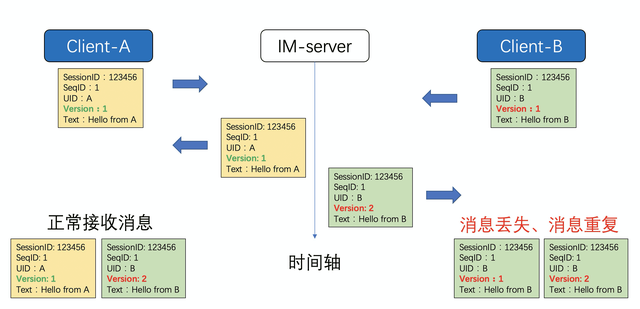 Client-A
IM-server
Client-B
SessionID：123456
SeqID：1
UID：A
Version：1
Text：Hello from A
SessionID：123456
SeqID：1
UID：B
Version：1
Text：Hello from B
SessionID: 123456
SeqID: 1
UID：A
Version: 1
Text：Hello from A
SessionID: 123456
SeqID: 1
UID：B
Version: 2
Text：Hello from B
正常接收消息
SessionID: 123456
SeqID: 1
UID：A
Version: 1
Text：Hello from A
SessionID: 123456
SeqID: 1
UID：B
Version: 2
Text：Hello from B
时间轴
消息丢失、消息重复
SessionID：123456
SeqID：1
UID：B
Version：1
Text：Hello from B
SessionID: 123456
SeqID: 1
UID：B
Version: 2
Text：Hello from B